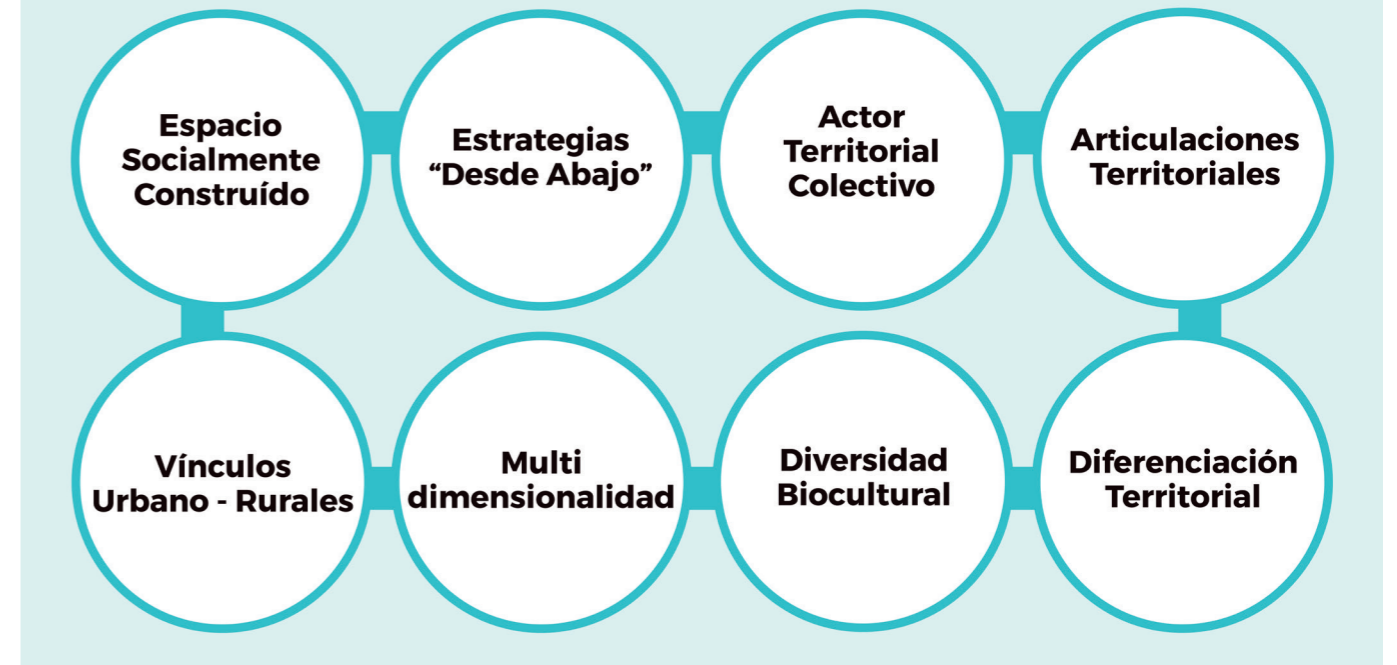 Espacio
Socialmente
Construído
Estrategias
“Desde Abajo”
Actor
Territorial
Colectivo
Articulaciones
Territoriales
Vínculos
Urbano - Rurales
Multi
dimensionalidad
Diversidad
Biocultural
Diferenciación
Territorial